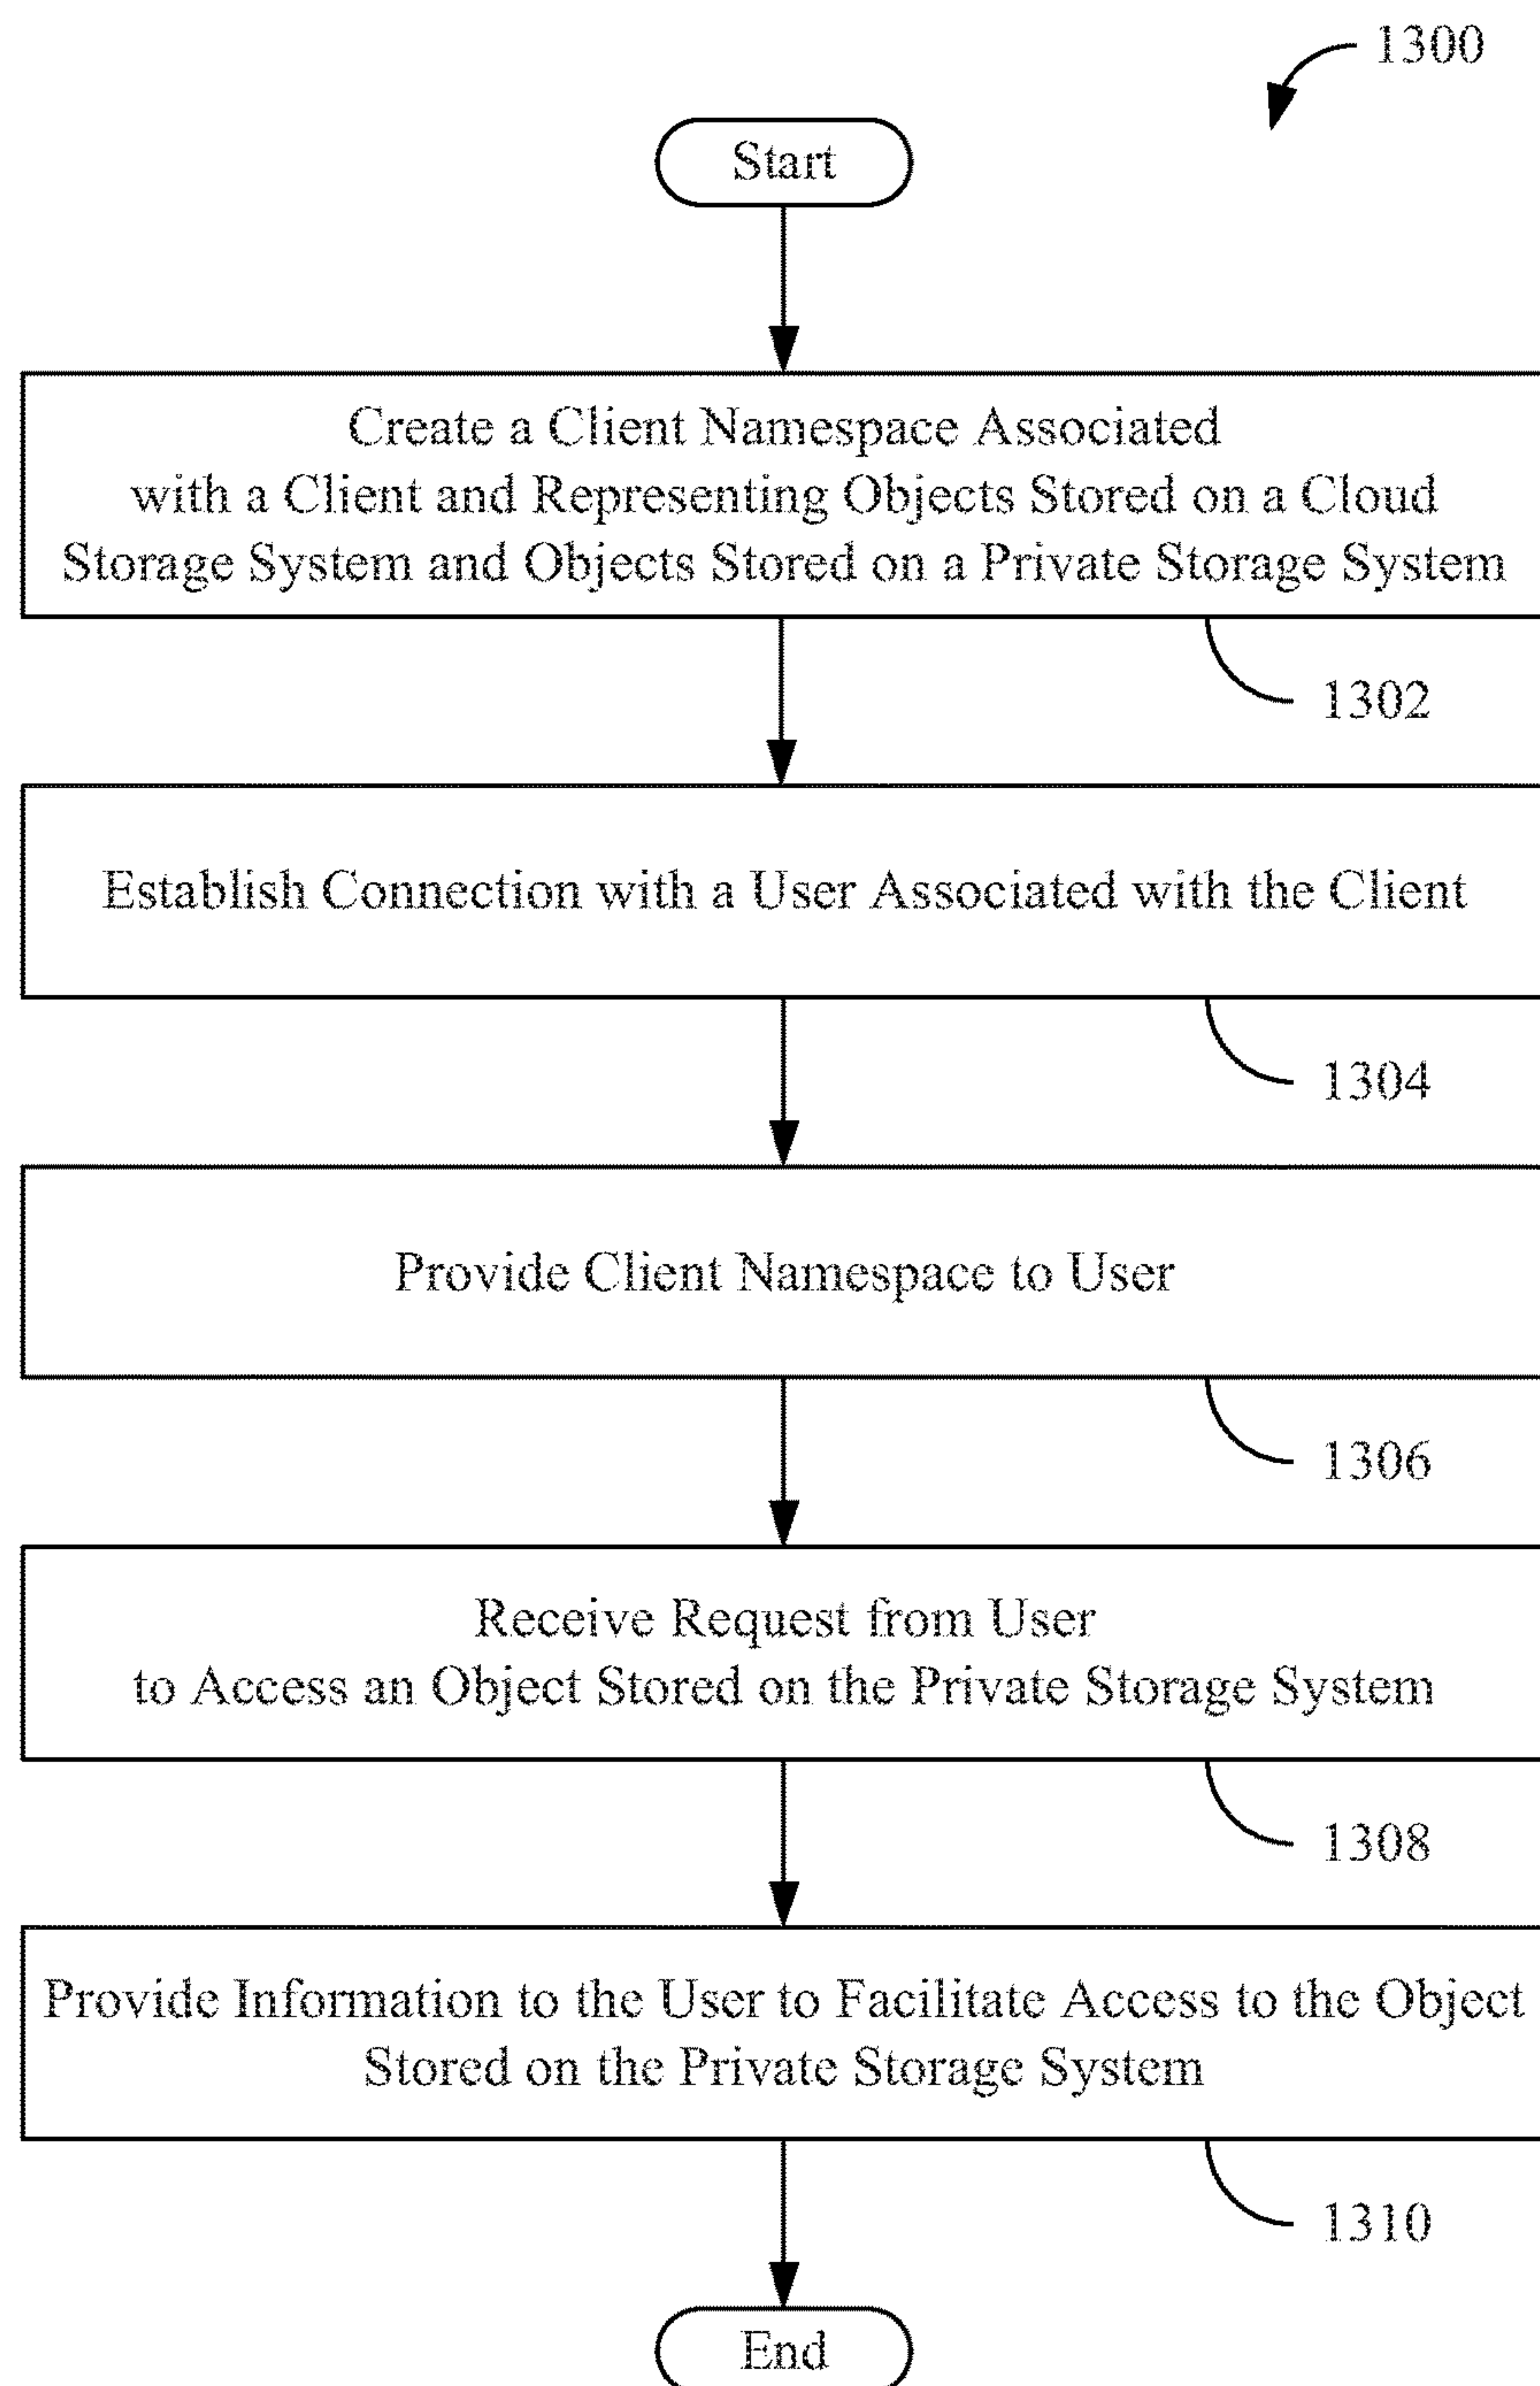 1300
Start
Create a Client Namespace Associated
with a Client and Representing Objects Stored on a Cloud
Storage System and Objects Stored on a Private Storage System
1302
Establish Connection with a User Associated with the Client
1304
Provide Client Namespace to User
1306
Receive Request from User
to Access an Object Stored on the Private Storage System
1308
Provide Information to the User to Facilitate Access to the Object
Stored on the Private Storage System
1310
End